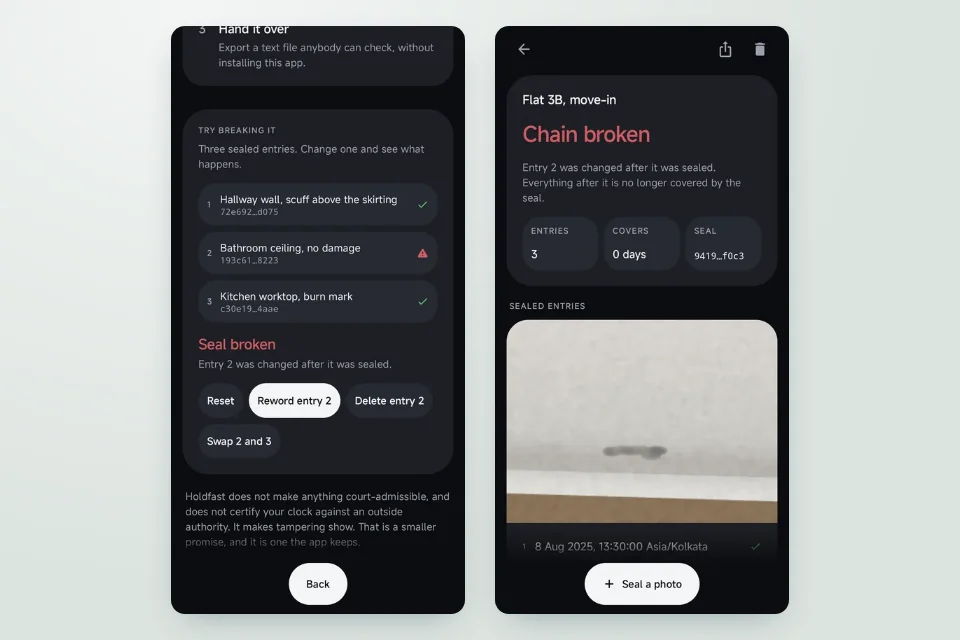 3 Hand it over
Export a text file anybody can check, without
installing this app.
TRY BREAKING IT
Three sealed entries. Change one and see what
happens.
1 Hallway wall, scuff above the skirting
72e692…d075
2 Bathroom ceiling, no damage
193c61…8223
3 Kitchen worktop, burn mark
c30e19…4aae
Seal broken
Entry 2 was changed after it was sealed.
Reset
Reword entry 2
Delete entry 2
Swap 2 and 3
Holdfast does not make anything court-admissible, and
does not certify your clock against an outside
authority. It makes tampering show. That is a smaller
promise, and it is one the app keeps.
Back
Flat 3B, move-in
Chain broken
Entry 2 was changed after it was sealed.
Everything after it is no longer covered by the
seal.
ENTRIES
3
COVERS
0 days
SEAL
9419…f0c3
SEALED ENTRIES
1 8 Aug 2025, 13:30:00 Asia/Kolkata
+ Seal a photo